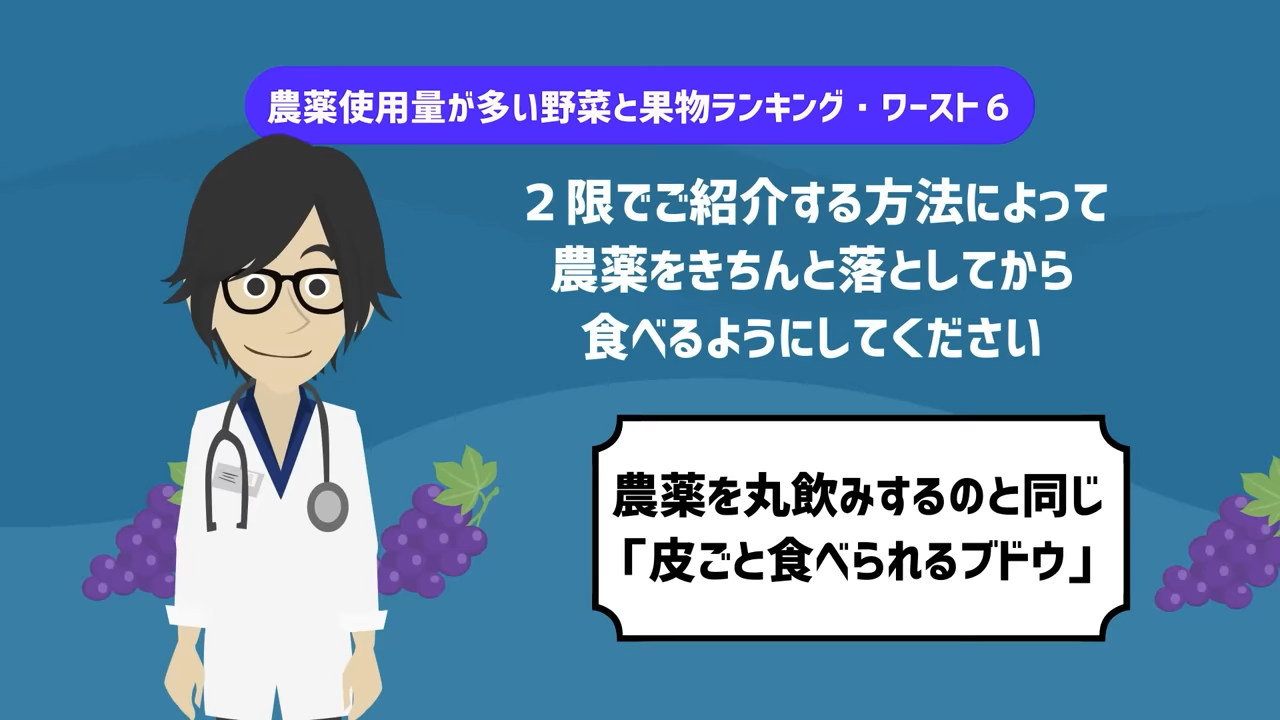 農薬使用量が多い野菜と果物ランキング・ワースト６
２限でご紹介する方法によって
農薬をきちんと落としてから
食べるようにしてください
農薬を丸飲みするのと同じ
「皮ごと食べられるブドウ」